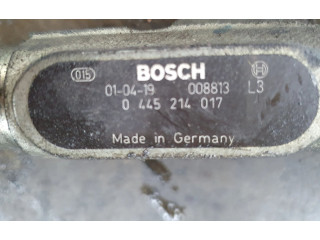 015 BOSCH
01-04-19 008813 L3
0 445 214 017
Made in Germany